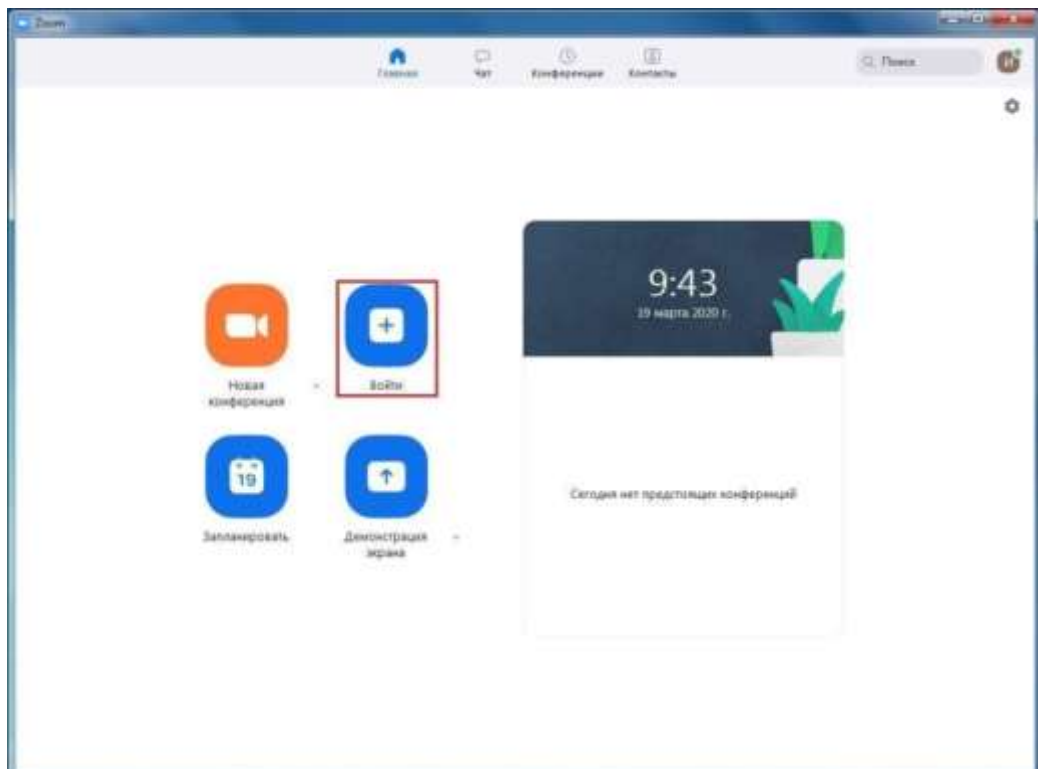 Zoom
Главная
Чат
Конференции
Контакты
Поиск
9:43
19 марта 2020 г.
Новая
конференция
Войти
19
Запланировать
Демонстрация
экрана
Сегодня нет предстоящих конференций